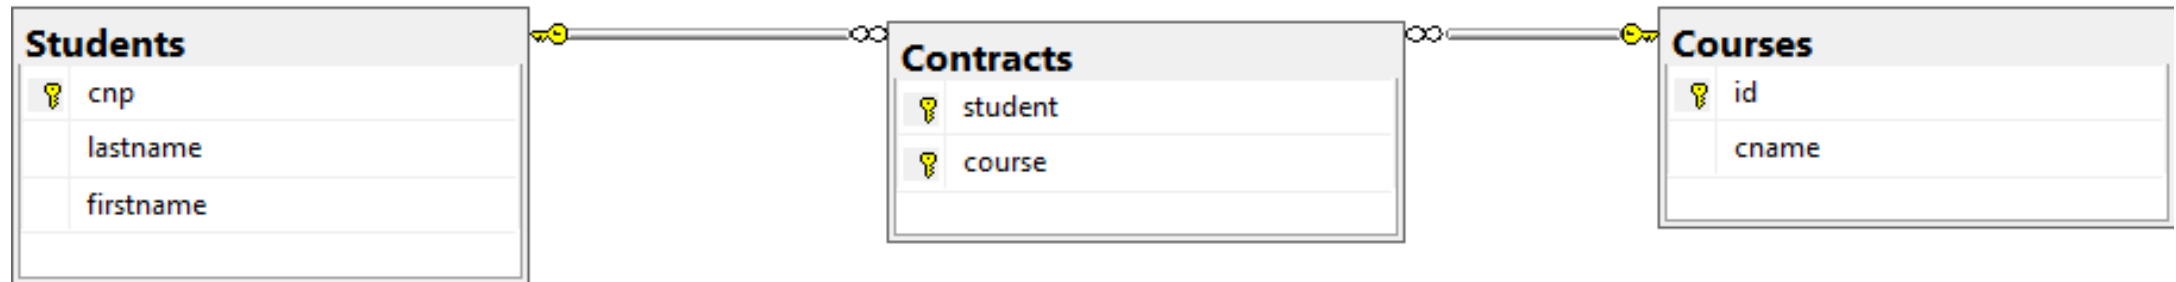 Students
cnp
lastname
firstname
Contracts
student
course
Courses
id
cname